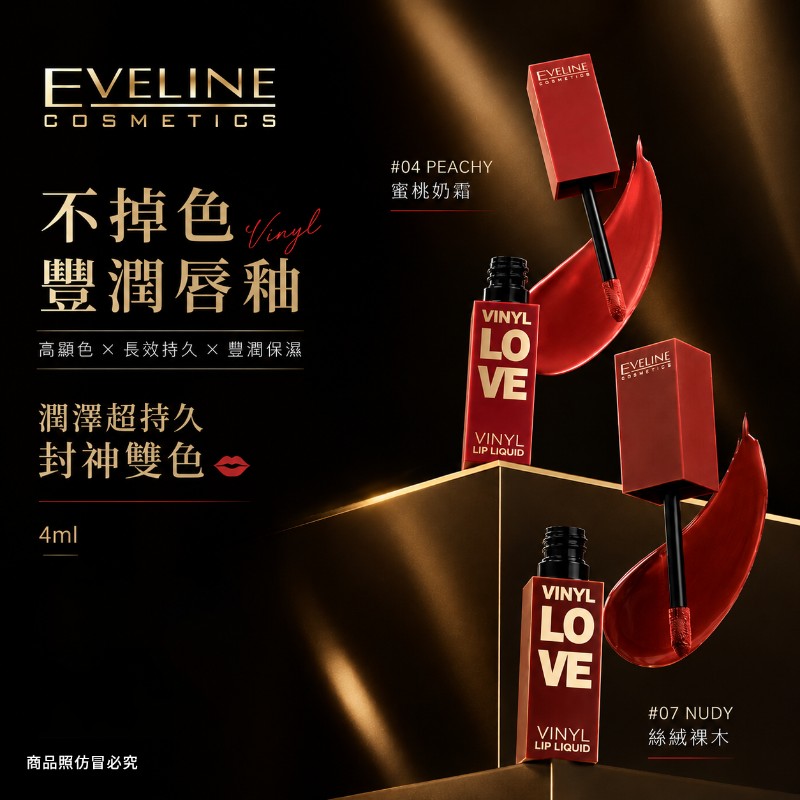 EVELINE
COSMETICS
不掉色
Vinyl
豐潤唇釉
高顯色 × 長效持久 × 豐潤保濕
潤澤超持久
封神雙色
4ml
商品照仿冒必究
#04 PEACHY
蜜桃奶霜
EVELINE
COSMETICS
VINYL
LO
VE
VINYL
LIP LIQUID
EVELINE
COSMETICS
VINYL
LO
VE
VINYL
LIP LIQUID
#07 NUDY
絲絨裸木